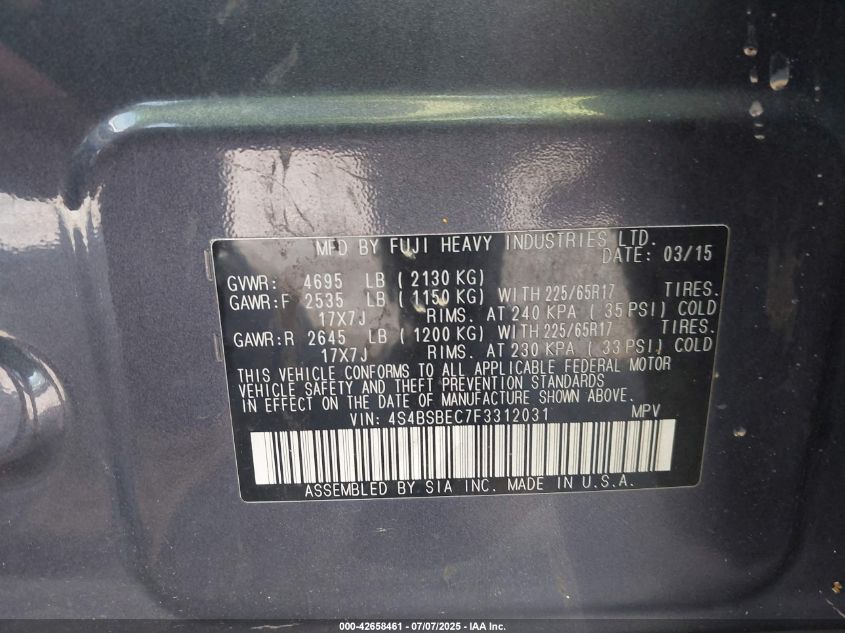 MFD BY FUJI HEAVY INDUSTRIES LTD.
DATE: 03/15
GVWR: 4695 LB ( 2130 KG)
GAWR:F 2535 LB ( 1150 KG) WITH 225/65R17 TIRES.
17X7J RIMS. AT 240 KPA ( 35 PSI) COLD
GAWR:R 2645 LB ( 1200 KG) WITH 225/65R17 TIRES.
17X7J RIMS. AT 230 KPA ( 33 PSI) COLD
THIS VEHICLE CONFORMS TO ALL APPLICABLE FEDERAL MOTOR
VEHICLE SAFETY AND THEFT PREVENTION STANDARDS
IN EFFECT ON THE DATE OF MANUFACTURE SHOWN ABOVE.
VIN: 4S4BSBEC7F3312031 MPV
ASSEMBLED BY SIA INC. MADE IN U.S.A.
000-42658461 - 07/07/2025 - IAA Inc.